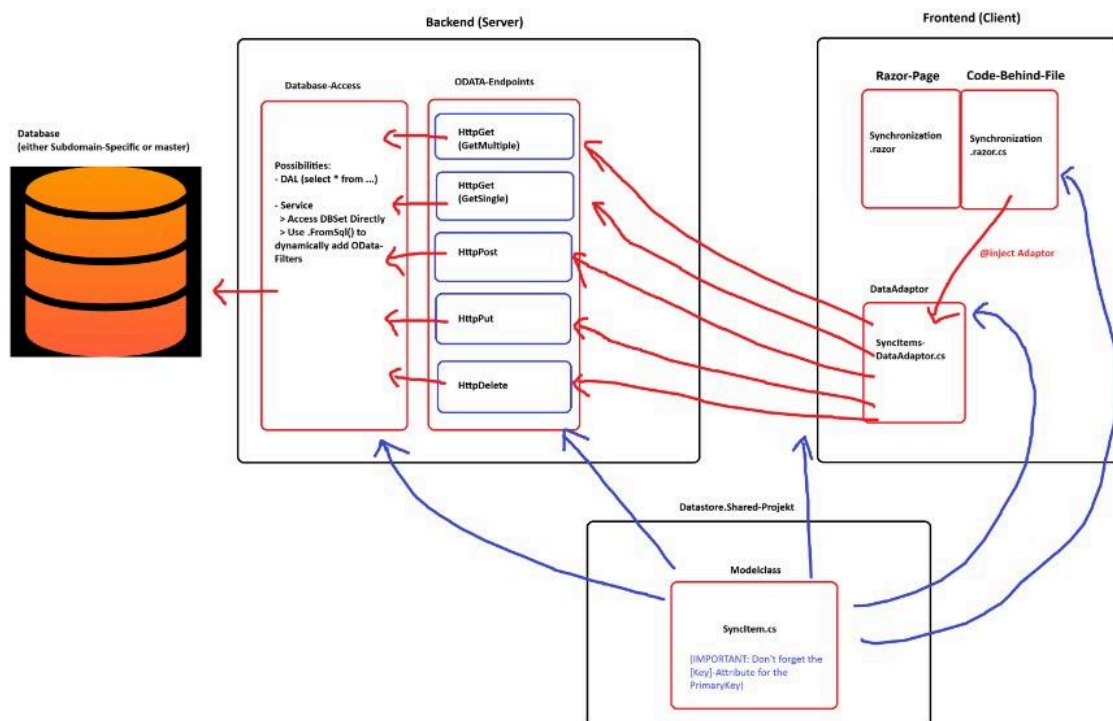 Backend (Server)
Frontend (Client)
Database-Access
ODATA-Endpoints
Razor-Page
Code-Behind-File
Database
(either Subdomain-Specific or master)
Possibilities:
- DAL (select * from ...)
- Service
> Access DBSet Directly
> Use .FromSql() to
dynamically add OData-
Filters
HttpGet
(GetMultiple)
HttpGet
(GetSingle)
HttpPost
HttpPut
HttpDelete
Synchronization
.razor
Synchronization
.razor.cs
@inject Adaptor
DataAdaptor
SyncItems-
DataAdaptor.cs
Datastore.Shared-Projekt
Modelclass
SyncItem.cs
(IMPORTANT: Don't forget the
[Key]-Attribute for the
PrimaryKey)